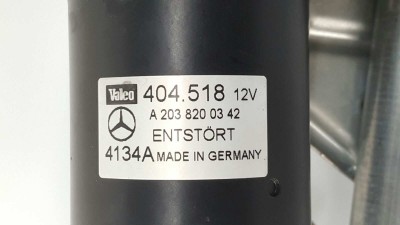 Valeo 404.518 12V
A 203 820 03 42
ENTSTÖRT
4134A MADE IN GERMANY